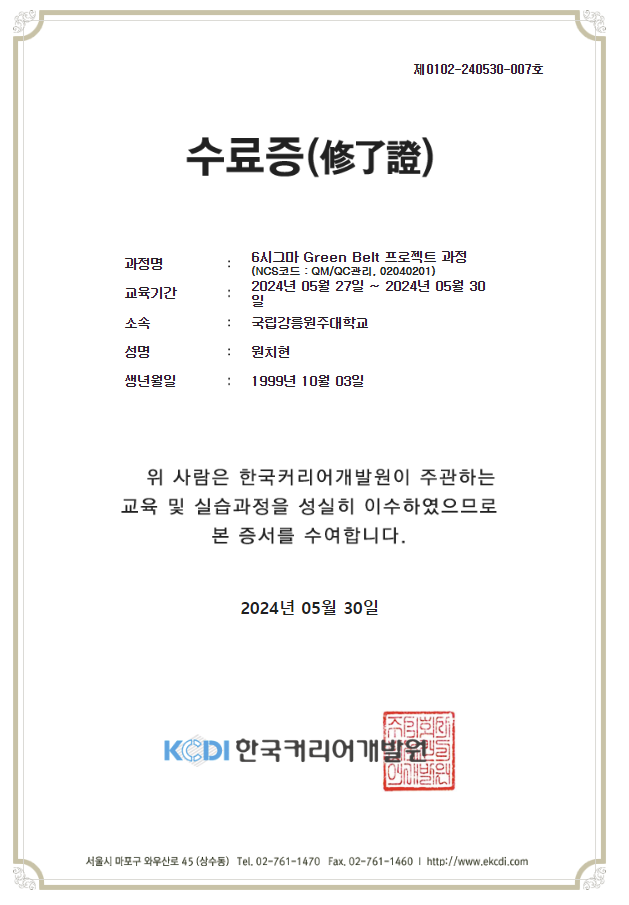 제0102-240530-007호
수료증(修了證)
과정명 : 6시그마 Green Belt 프로젝트 과정
(NCS코드 : QM/QC관리, 02040201)
교육기간 : 2024년 05월 27일 ~ 2024년 05월 30
일
소속 : 국립강릉원주대학교
성명 : 원치현
생년월일 : 1999년 10월 03일
위 사람은 한국커리어개발원이 주관하는
교육 및 실습과정을 성실히 이수하였으므로
본 증서를 수여합니다.
2024년 05월 30일
KCDI 한국커리어개발원
서울시 마포구 와우산로 45 (상수동) Tel. 02-761-1470 Fax. 02-761-1460 | http://www.ekcdi.com